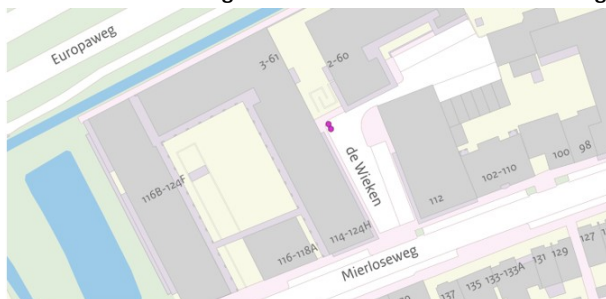 Europaweg
3-61
2-60
de Wieken
116B-124F
116-118A
114-124H
112
102-110
100
98
Mierloseweg
127
129
131
133-133A
135
137